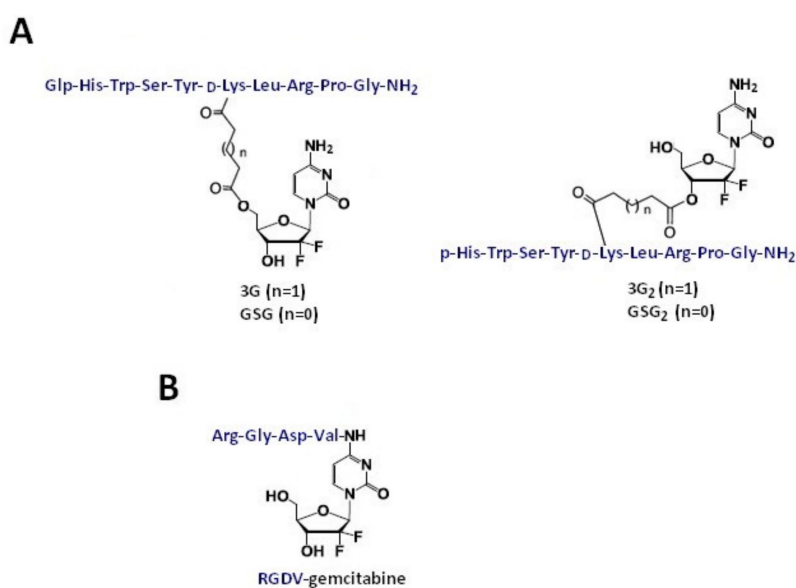 A
Glp-His-Trp-Ser-Tyr-D-Lys-Leu-Arg-Pro-Gly-NH2
O
( ) n
O
O
NH2
N
N
O
O
OH
F
F
3G (n=1)
GSG (n=0)
NH2
N
N
O
HO
O
F
F
O
O
O
( ) n
p-His-Trp-Ser-Tyr-D-Lys-Leu-Arg-Pro-Gly-NH2
3G2 (n=1)
GSG2 (n=0)
B
Arg-Gly-Asp-Val-NH
N
N
O
HO
O
OH
F
F
RGDV-gemcitabine